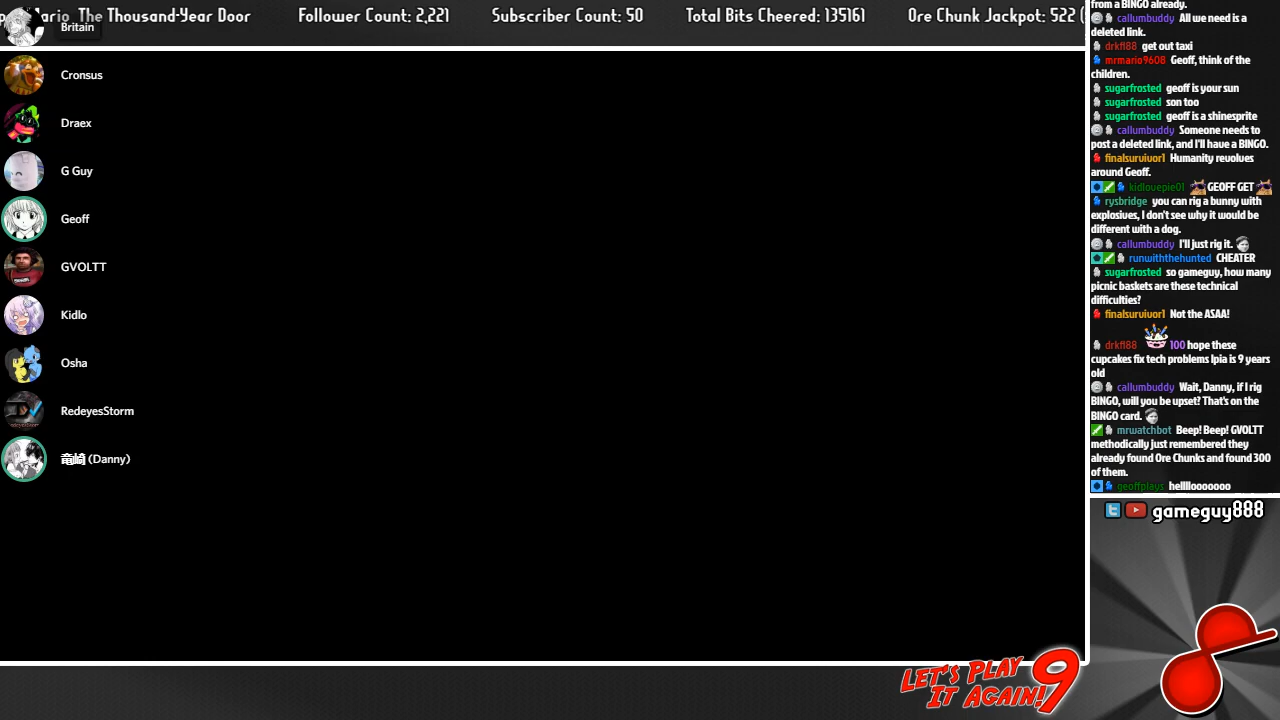 ario The Thousand-Year Door Follower Count: 2,221 Subscriber Count: 50 Total Bits Cheered: 135161 Ore Chunk Jackpot: 522 (
Britain
Cronsus
Draex
G Guy
Geoff
GVOLTT
Kidlo
Osha
RedeyesStorm
竜崎 (Danny)
from a BINGO already.
callumbuddy All we need is a
deleted link.
drkf188 get out taxi
mrmario9608 Geoff, think of the
children.
sugarfrosted geoff is your sun
sugarfrosted son too
sugarfrosted geoff is a shinesprite
callumbuddy Someone needs to
post a deleted link, and I'll have a BINGO.
finalsurvivor1 Humanity revolves
around Geoff.
kidlovepie01 GEOFF GET
rysbridge you can rig a bunny with
explosives, I don't see why it would be
different with a dog.
callumbuddy I'll just rig it.
runwiththehunted CHEATER
sugarfrosted so gameguy, how many
picnic baskets are these technical
difficulties?
finalsurvivor1 Not the ASAA!
drkf188 100 hope these
cupcakes fix tech problems lpia is 9 years
old
callumbuddy Wait, Danny, if I rig
BINGO, will you be upset? That's on the
BINGO card.
mrwatchbot Beep! Beep! GVOLTT
methodically just remembered they
already found Ore Chunks and found 300
of them.
geoffplays helllloooooo
gameguy888
LET'S PLAY
IT AGAIN! 9